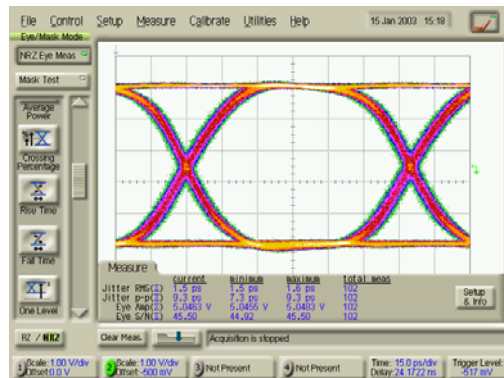 File Control Setup Measure Calibrate Utilities Help 15 Jan 2003 15:18
Eye/Mask Mode
NRZ Eye Meas
Mask Test
Average
Power
Crossing
Percentage
Rise Time
Fall Time
One Level
Measure
current minimum maximum total meas
Jitter RMS(Σ) 1.5 ps 1.5 ps 1.6 ps 102
Jitter p-p(Σ) 9.3 ps 7.3 ps 9.3 ps 102
Eye Amp(Σ) 5.0463 V 5.0455 V 5.0483 V 102
Eye S/N(Σ) 45.50 44.92 45.50 102
Setup
& Info
RZ / NRZ
Clear Meas.
Acquisition is stopped
1 Scale: 1.00 V/div
Offset: 0.0 V
2 Scale: 1.00 V/div
Offset: -500 mV
3 Not Present
4 Not Present
Time: 15.0 ps/div
Delay: 24.1722 ns
Trigger Level:
-517 mV